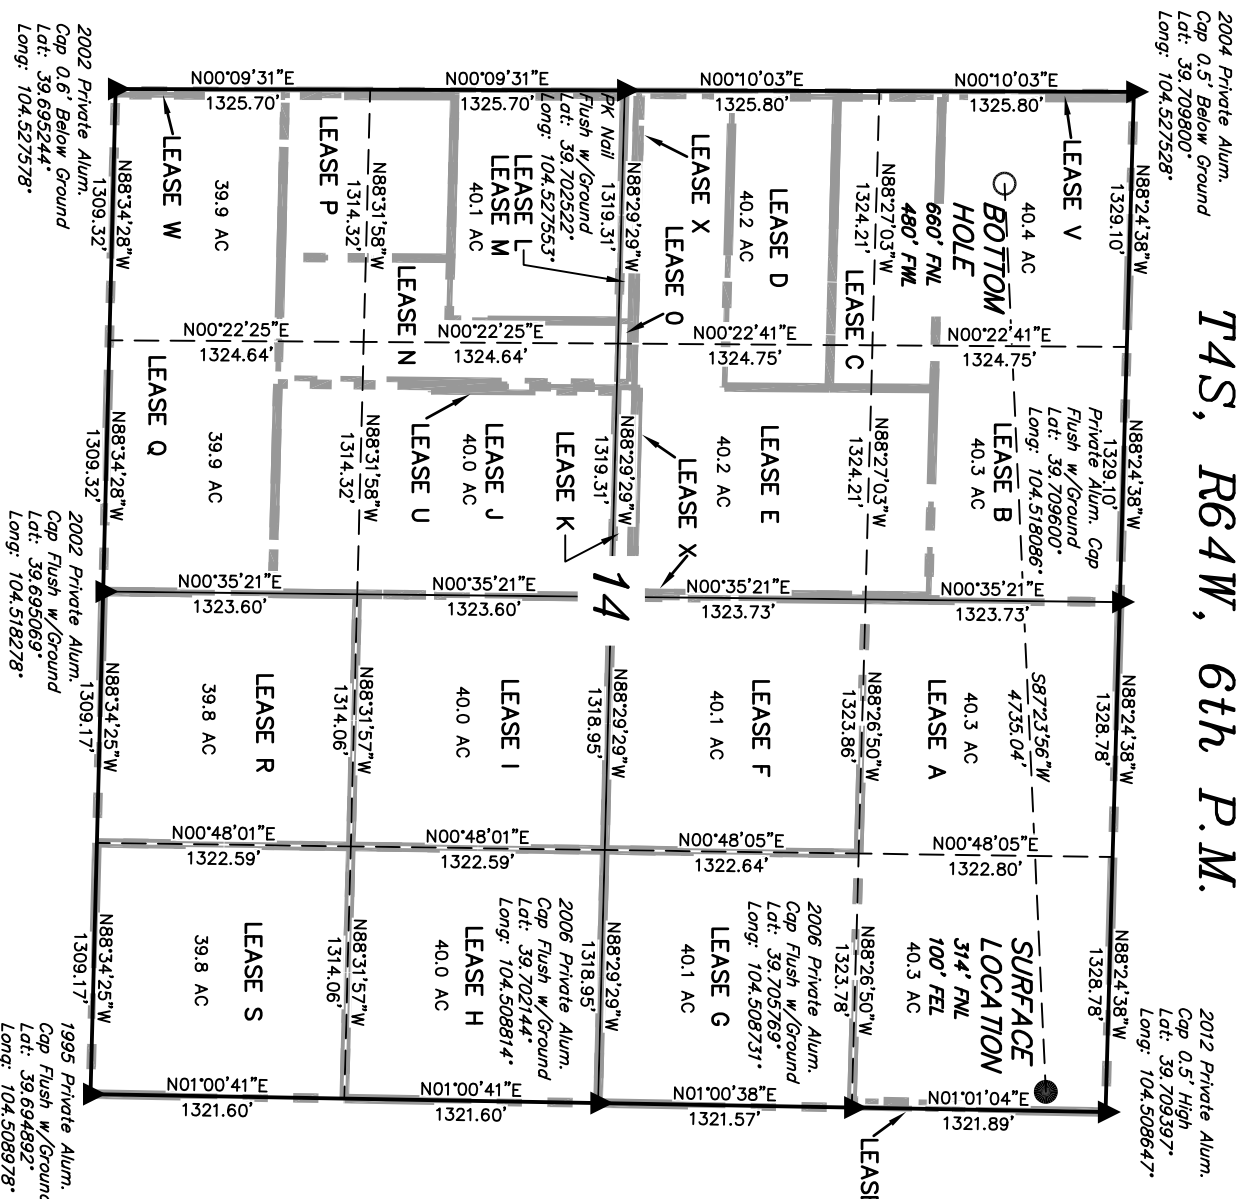 T4S, R64W, 6th P.M.
2004 Private Alum.
Cap 0.5' Below Ground
Lat: 39.709800°
Long: 104.527528°
N88°24'38"W
1329.10'
N88°24'38"W
1329.10'
N88°24'38"W
1328.78'
N88°24'38"W
1328.78'
2012 Private Alum.
Cap 0.5' High
Lat: 39.709397°
Long: 104.508647°
Private Alum. Cap
Flush w/Ground
Lat: 39.709600°
Long: 104.518086°
N00°10'03"E
1325.80'
LEASE V
40.4 AC
BOTTOM
HOLE
660' FNL
480' FWL
N00°22'41"E
1324.75'
LEASE B
40.3 AC
N00°35'21"E
1323.73'
S87°23'56"W
4735.04'
40.3 AC
LEASE A
N00°48'05"E
1322.80'
SURFACE
LOCATION
314' FNL
100' FEL
40.3 AC
N01°01'04"E
1321.89'
LEASE
N88°27'03"W
1324.21'
N88°27'03"W
1324.21'
N88°26'50"W
1323.86'
N88°26'50"W
1323.78'
LEASE C
N00°10'03"E
1325.80'
LEASE D
40.2 AC
LEASE X
LEASE O
N00°22'41"E
1324.75'
LEASE E
40.2 AC
LEASE X
N00°35'21"E
1323.73'
LEASE F
40.1 AC
N00°48'05"E
1322.64'
2006 Private Alum.
Cap Flush w/Ground
Lat: 39.705769°
Long: 104.508731°
LEASE G
40.1 AC
N01°00'38"E
1321.57'
N88°29'29"W
1319.31'
N88°29'29"W
1319.31'
14
N88°29'29"W
1318.95'
N88°29'29"W
1318.95'
PK Nail
Flush w/Ground
Lat: 39.702522°
Long: 104.527553°
N00°09'31"E
1325.70'
LEASE L
LEASE M
40.1 AC
N00°22'25"E
1324.64'
LEASE K
LEASE J
40.0 AC
LEASE U
N00°35'21"E
1323.60'
LEASE I
40.0 AC
N00°48'01"E
1322.59'
2006 Private Alum.
Cap Flush w/Ground
Lat: 39.702144°
Long: 104.508814°
LEASE H
40.0 AC
N01°00'41"E
1321.60'
LEASE N
N88°31'58"W
1314.32'
N88°31'58"W
1314.32'
N88°31'57"W
1314.06'
N88°31'57"W
1314.06'
N00°09'31"E
1325.70'
LEASE P
39.9 AC
LEASE W
N00°22'25"E
1324.64'
39.9 AC
LEASE Q
N00°35'21"E
1323.60'
LEASE R
39.8 AC
N00°48'01"E
1322.59'
LEASE S
39.8 AC
N01°00'41"E
1321.60'
N88°34'28"W
1309.32'
N88°34'28"W
1309.32'
N88°34'25"W
1309.17'
N88°34'25"W
1309.17'
2002 Private Alum.
Cap 0.6' Below Ground
Lat: 39.695244°
Long: 104.527578°
2002 Private Alum.
Cap Flush w/Ground
Lat: 39.695069°
Long: 104.518278°
1995 Private Alum.
Cap Flush w/Ground
Lat: 39.694892°
Long: 104.508978°